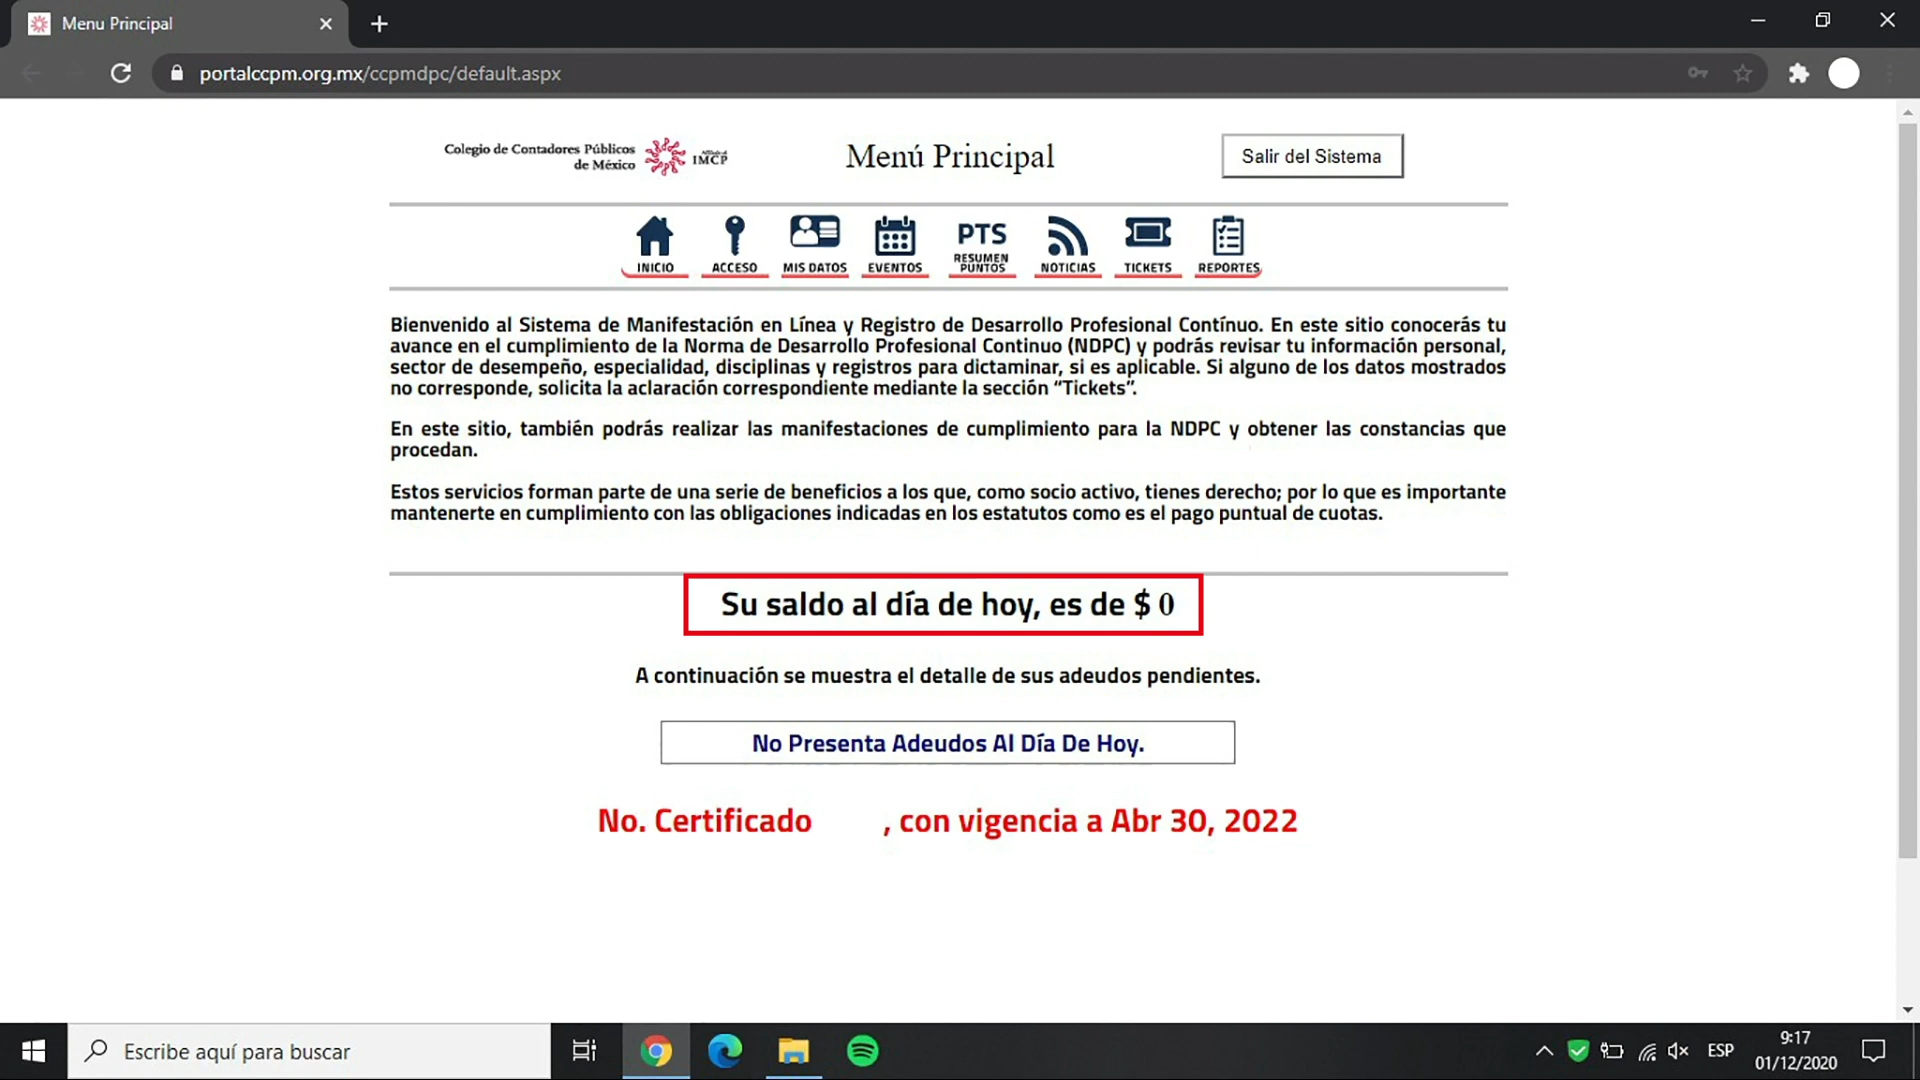 Menu Principal
portalccpm.org.mx/ccpmdpc/default.aspx
Colegio de Contadores Públicos
de México
IMCP
Menú Principal
Salir del Sistema
INICIO
ACCESO
MIS DATOS
EVENTOS
PTS
RESUMEN
PUNTOS
NOTICIAS
TICKETS
REPORTES
Bienvenido al Sistema de Manifestación en Línea y Registro de Desarrollo Profesional Contínuo. En este sitio conocerás tu
avance en el cumplimiento de la Norma de Desarrollo Profesional Continuo (NDPC) y podrás revisar tu información personal,
sector de desempeño, especialidad, disciplinas y registros para dictaminar, si es aplicable. Si alguno de los datos mostrados
no corresponde, solicita la aclaración correspondiente mediante la sección “Tickets”.
En este sitio, también podrás realizar las manifestaciones de cumplimiento para la NDPC y obtener las constancias que
procedan.
Estos servicios forman parte de una serie de beneficios a los que, como socio activo, tienes derecho; por lo que es importante
mantenerte en cumplimiento con las obligaciones indicadas en los estatutos como es el pago puntual de cuotas.
Su saldo al día de hoy, es de $ 0
A continuación se muestra el detalle de sus adeudos pendientes.
No Presenta Adeudos Al Día De Hoy.
No. Certificado , con vigencia a Abr 30, 2022
Escribe aquí para buscar
ESP
9:17
01/12/2020